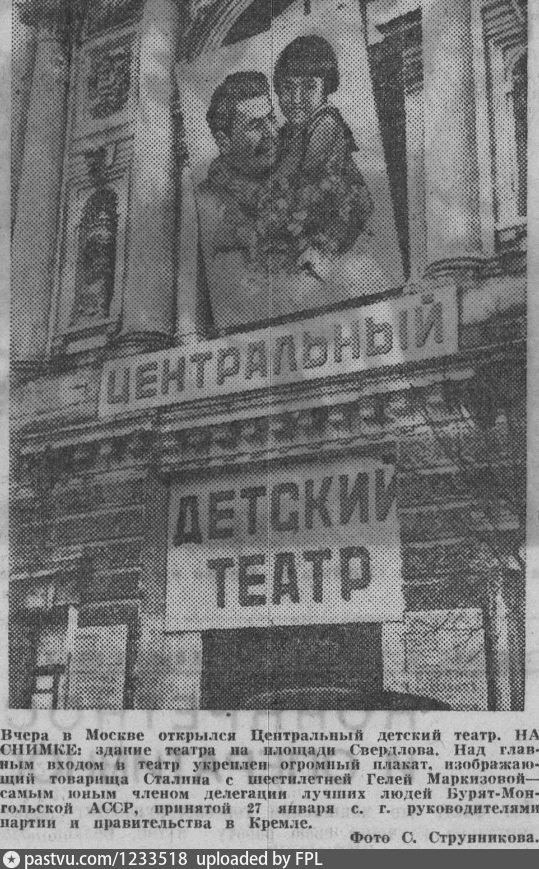 ЦЕНТРАЛЬНЫЙ
ДЕТСКИЙ
ТЕАТР
Вчера в Москве открылся Центральный детский театр. НА
СНИМКЕ: здание театра на площади Свердлова. Над глав-
ным входом в театр укреплен огромный плакат, изображаю-
щий товарища Сталина с шестилетней Гелей Маркизовой—
самым юным членом делегации лучших людей Бурят-Мон-
гольской АССР, принятой 27 января с. г. руководителями
партии и правительства в Кремле.
Фото С. Струнникова.
pastvu.com/1233518 uploaded by FPL